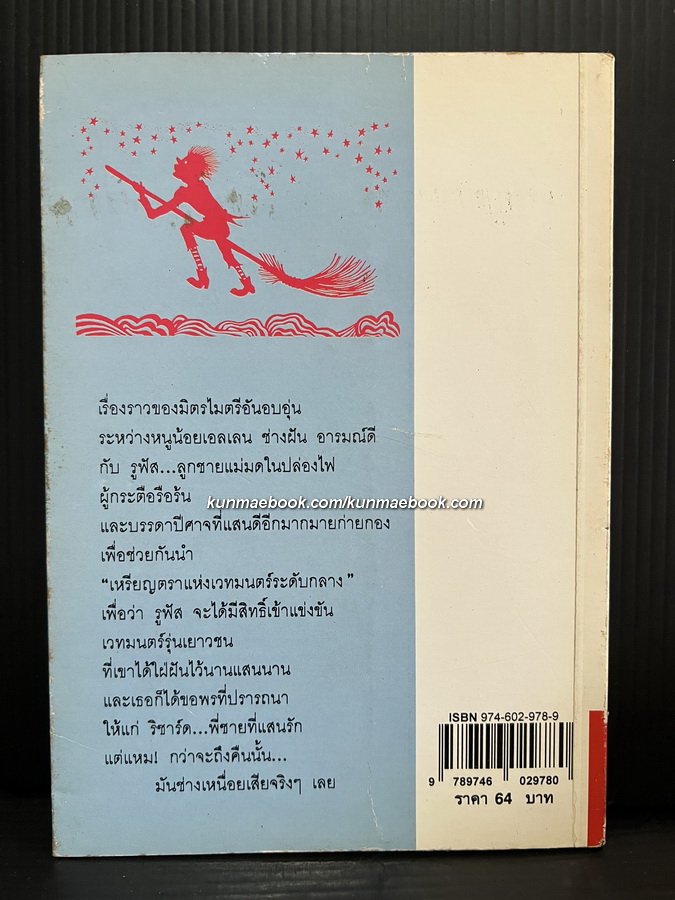 เรื่องราวของมิตรไมตรีอันอบอุ่น
ระหว่างหนูน้อยเอลเลน ช่างฝัน อารมณ์ดี
กับ รูฟัส...ลูกชายแม่มดในปล่องไฟ
ผู้กระตือรือร้น
kunmaebook.com/kunmaebook.com
และบรรดาปีศาจที่แสนดีอีกมากมายก่ายกอง
เพื่อช่วยกันนำ
“เหรียญตราแห่งเวทมนตร์ระดับกลาง”
เพื่อว่า รูฟัส จะได้มีสิทธิ์เข้าแข่งขัน
เวทมนตร์รุ่นเยาวชน
ที่เขาได้ใฝ่ฝันไว้นานแสนนาน
และเธอก็ได้ขอพรที่ปรารถนา
ให้แก่ ริชาร์ด...พี่ชายที่แสนรัก
แต่แหม! กว่าจะถึงคืนนั้น...
มันช่างเหนื่อยเสียจริงๆ เลย
ISBN 974-602-978-9
9 789746 029780
ราคา 64 บาท